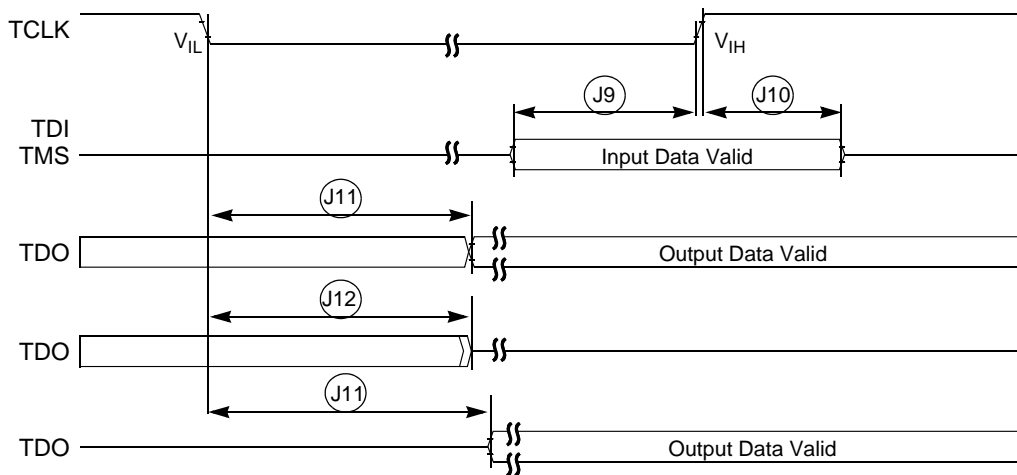 TCLK
VIL
VIH
J9
J10
TDI
TMS
Input Data Valid
J11
TDO
Output Data Valid
J12
TDO
J11
TDO
Output Data Valid